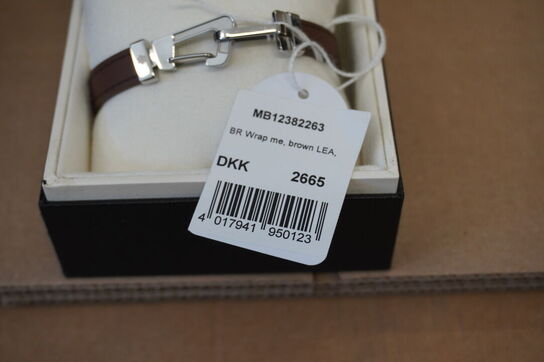 MB12382263
BR Wrap me, brown LEA,
DKK 2665
4 017941 950123